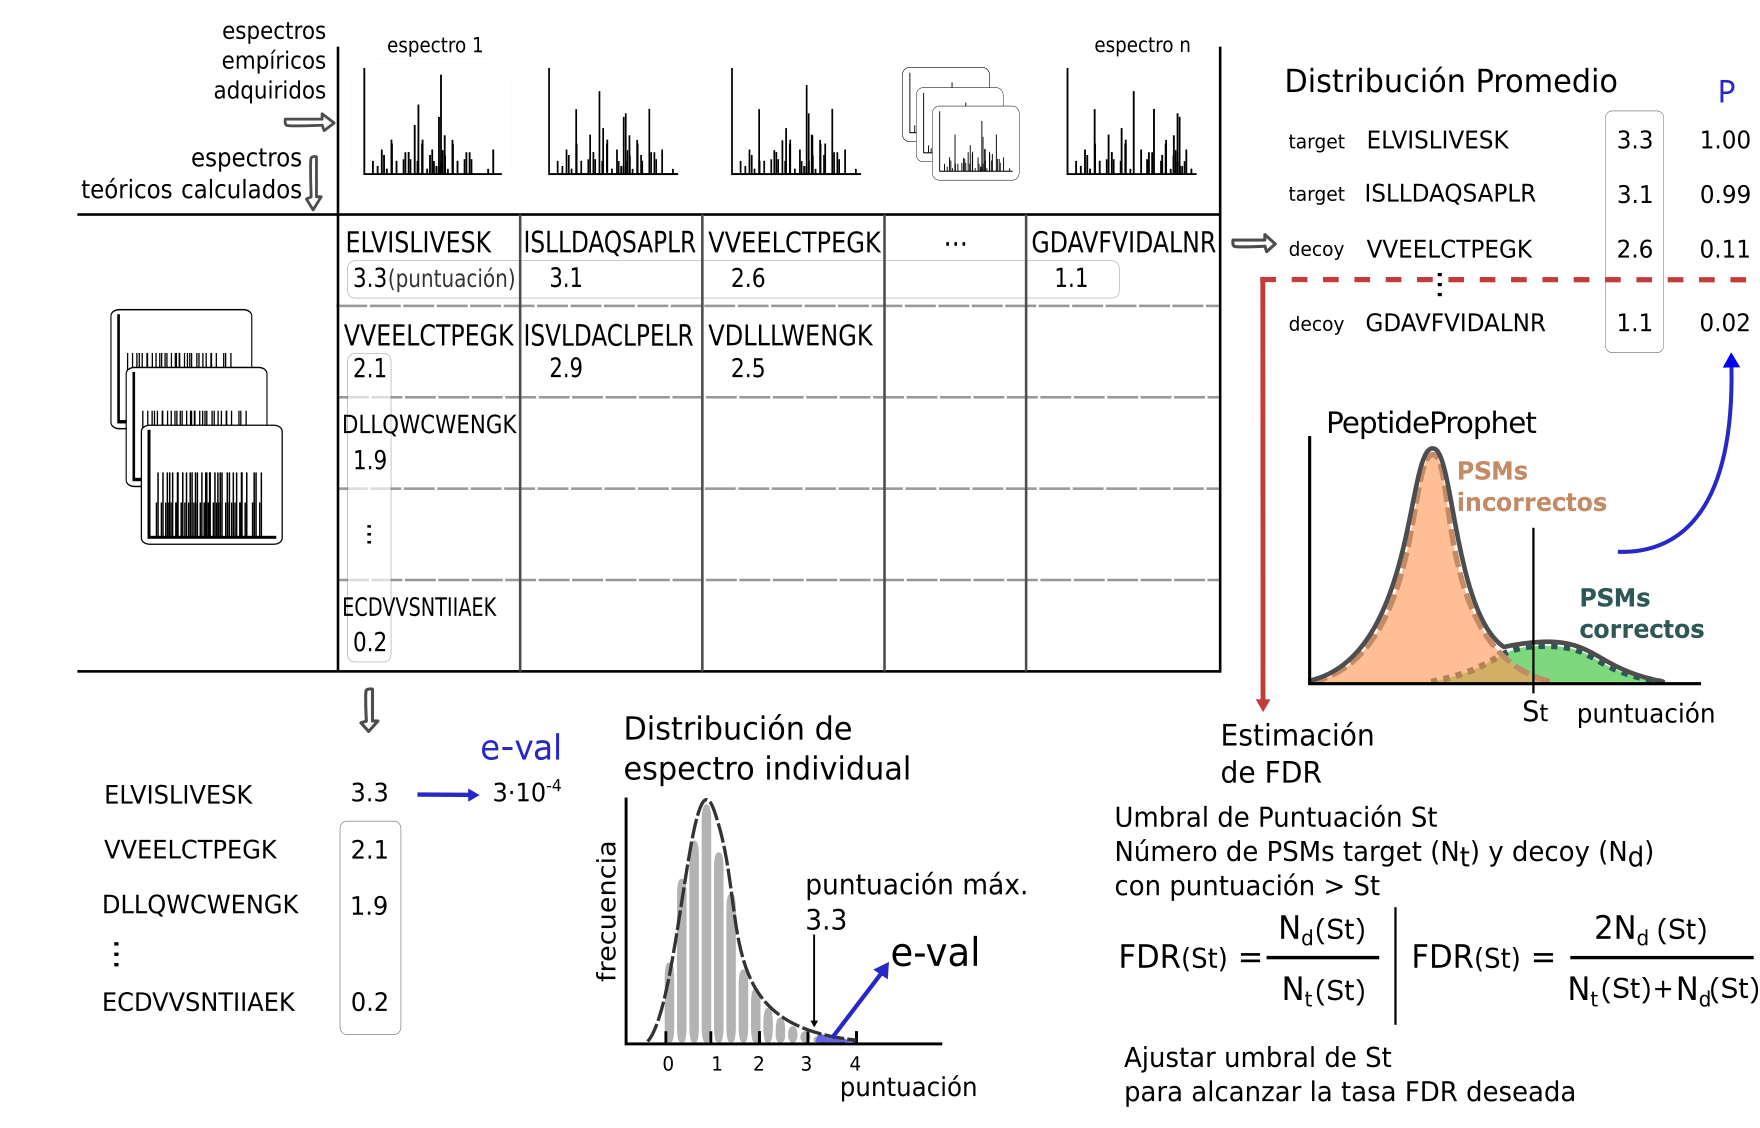 espectros
empíricos
adquiridos
espectros
teóricos calculados
espectro 1
espectro n
ELVISLIVESK ISLLDAQSAPLR VVEELCTPEGK ... GDAVFVIDALNR
3.3(puntuación) 3.1 2.6 1.1
VVEELCTPEGK ISVLDACLPELR VDLLLWENGK
2.1 2.9 2.5
DLLQWCWENGK
1.9
...
ECDVVSNTIIAEK
0.2
Distribución Promedio P
target ELVISLIVESK 3.3 1.00
target ISLLDAQSAPLR 3.1 0.99
decoy VVEELCTPEGK 2.6 0.11
...
decoy GDAVFVIDALNR 1.1 0.02
PeptideProphet
PSMs
incorrectos
PSMs
correctos
St puntuación
e-val
ELVISLIVESK 3.3 3·10-4
VVEELCTPEGK 2.1
DLLQWCWENGK 1.9
...
ECDVVSNTIIAEK 0.2
Distribución de
espectro individual
frecuencia
puntuación máx.
3.3
e-val
0 1 2 3 4
puntuación
Estimación
de FDR
Umbral de Puntuación St
Número de PSMs target (Nt) y decoy (Nd)
con puntuación > St
FDR(St) = Nd(St) / Nt(St) | FDR(St) = 2Nd (St) / Nt(St)+Nd(St)
Ajustar umbral de St
para alcanzar la tasa FDR deseada